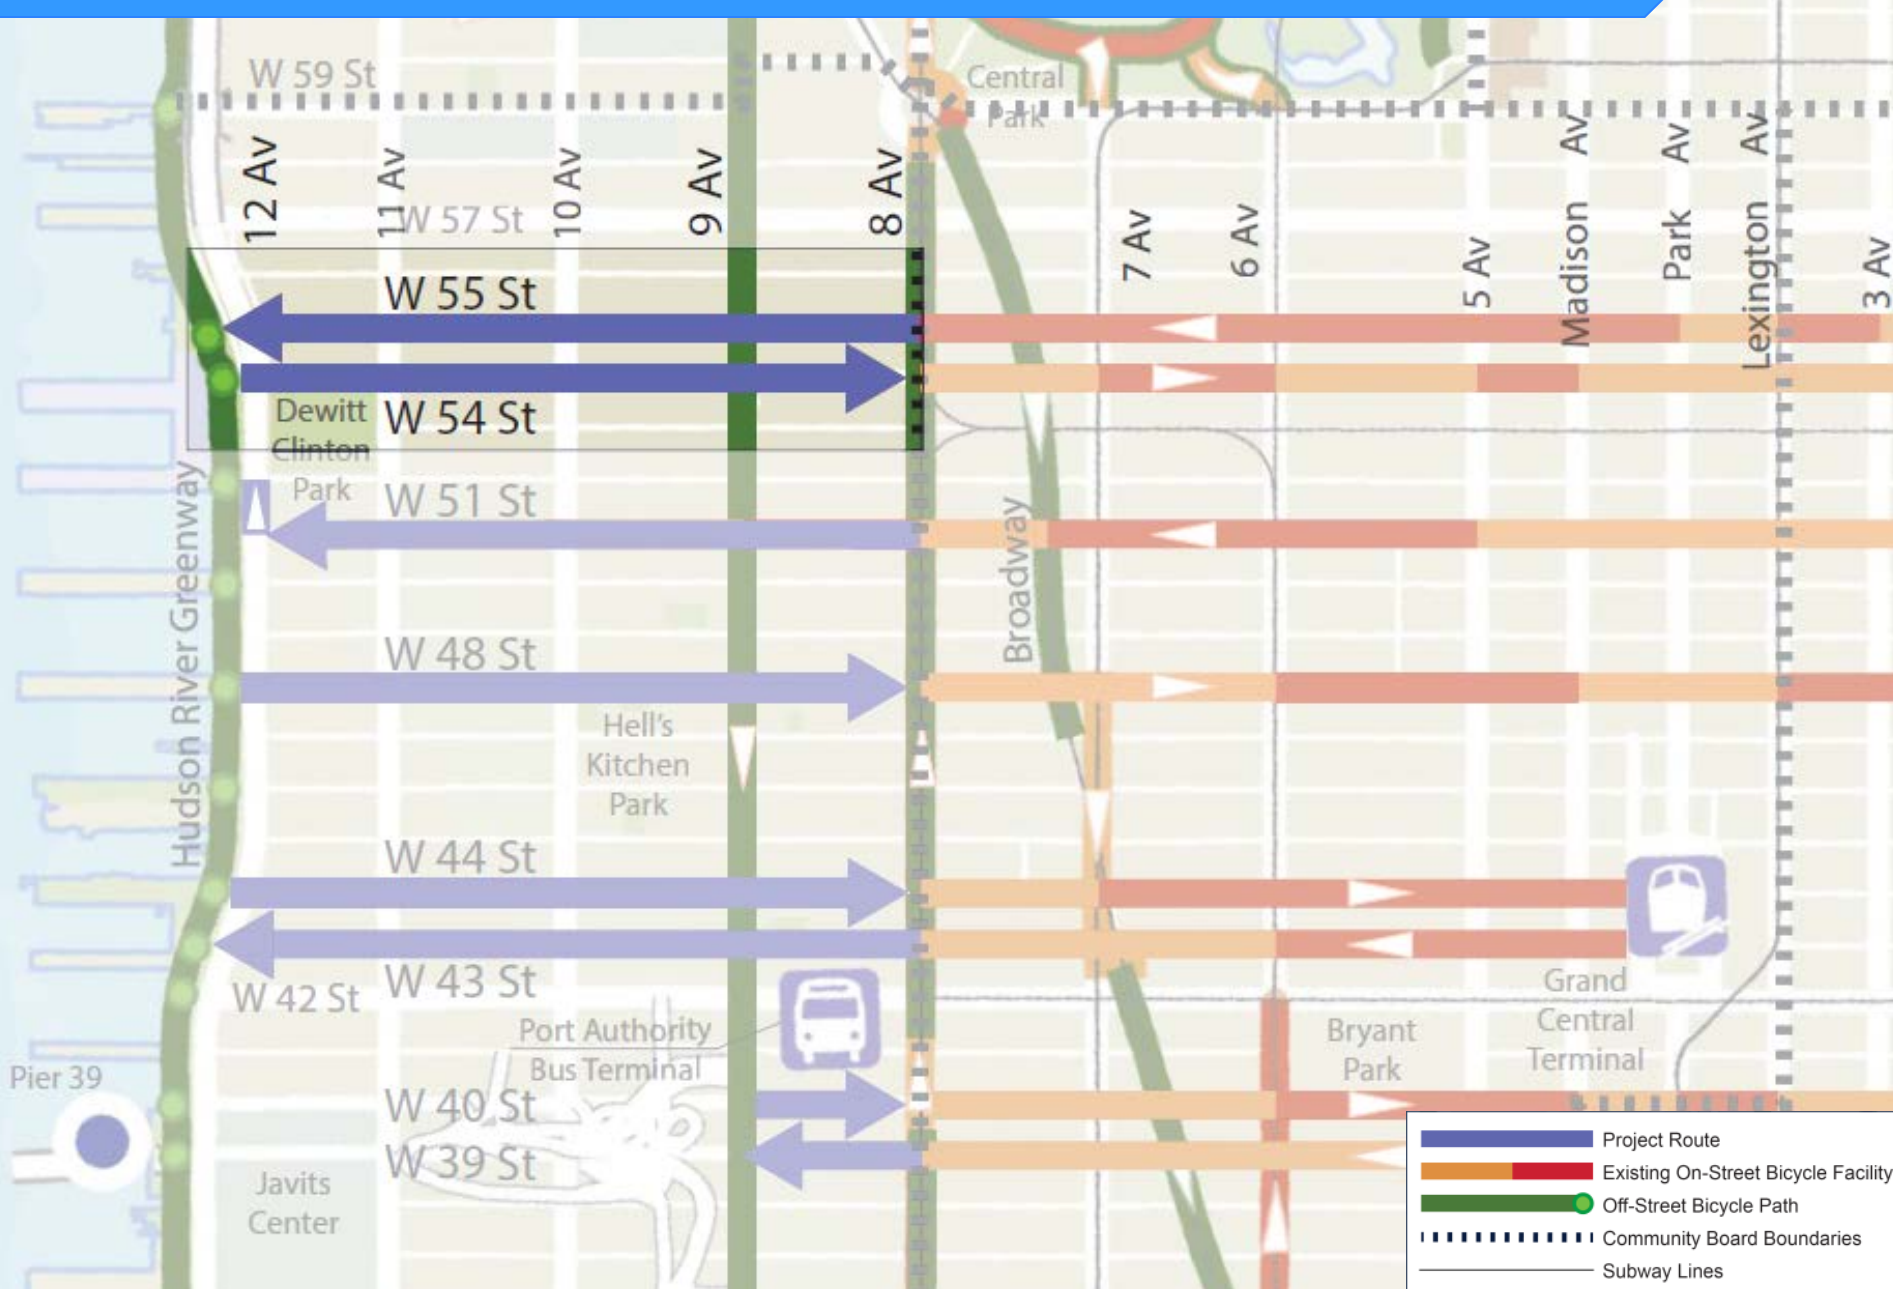 W 59 St
Central
Park
12 Av
11 Av
10 Av
9 Av
8 Av
7 Av
6 Av
5 Av
Madison Av
Park Av
Lexington Av
3 Av
W 57 St
W 55 St
W 54 St
Dewitt
Clinton
Park
W 51 St
Hudson River Greenway
Broadway
W 48 St
Hell's
Kitchen
Park
W 44 St
W 43 St
W 42 St
Port Authority
Bus Terminal
Grand
Central
Terminal
Bryant
Park
Pier 39
W 40 St
W 39 St
Javits
Center
Project Route
Existing On-Street Bicycle Facility
Off-Street Bicycle Path
Community Board Boundaries
Subway Lines